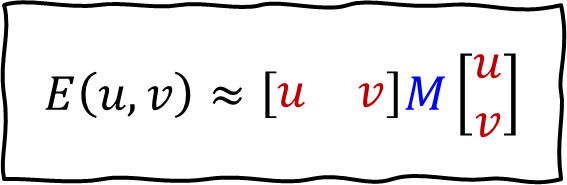 E(u, v) ≈ [u v]M[u
v]